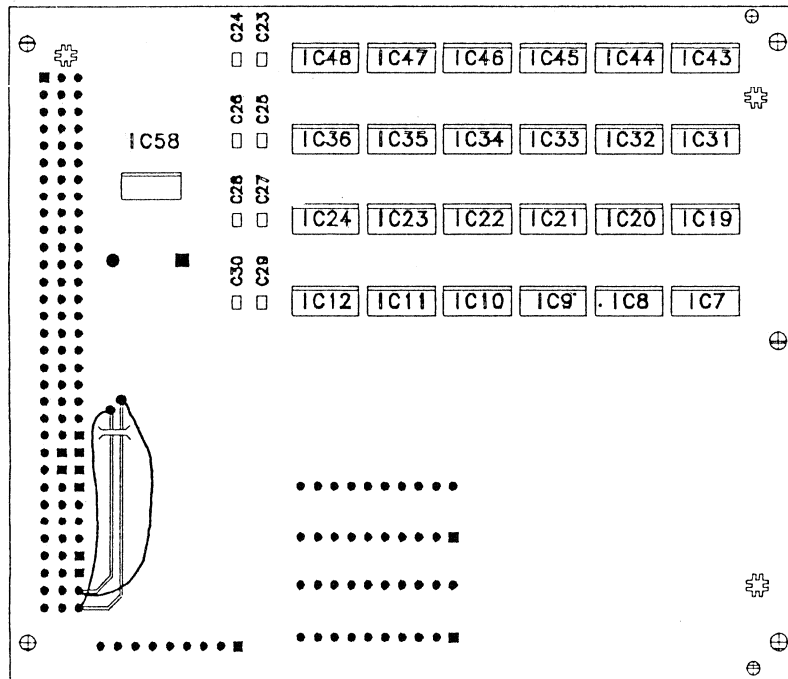 C24 C23
IC48 IC47 IC46 IC45 IC44 IC43
C26 C25
IC58
IC36 IC35 IC34 IC33 IC32 IC31
C28 C27
IC24 IC23 IC22 IC21 IC20 IC19
C30 C29
IC12 IC11 IC10 IC9 IC8 IC7